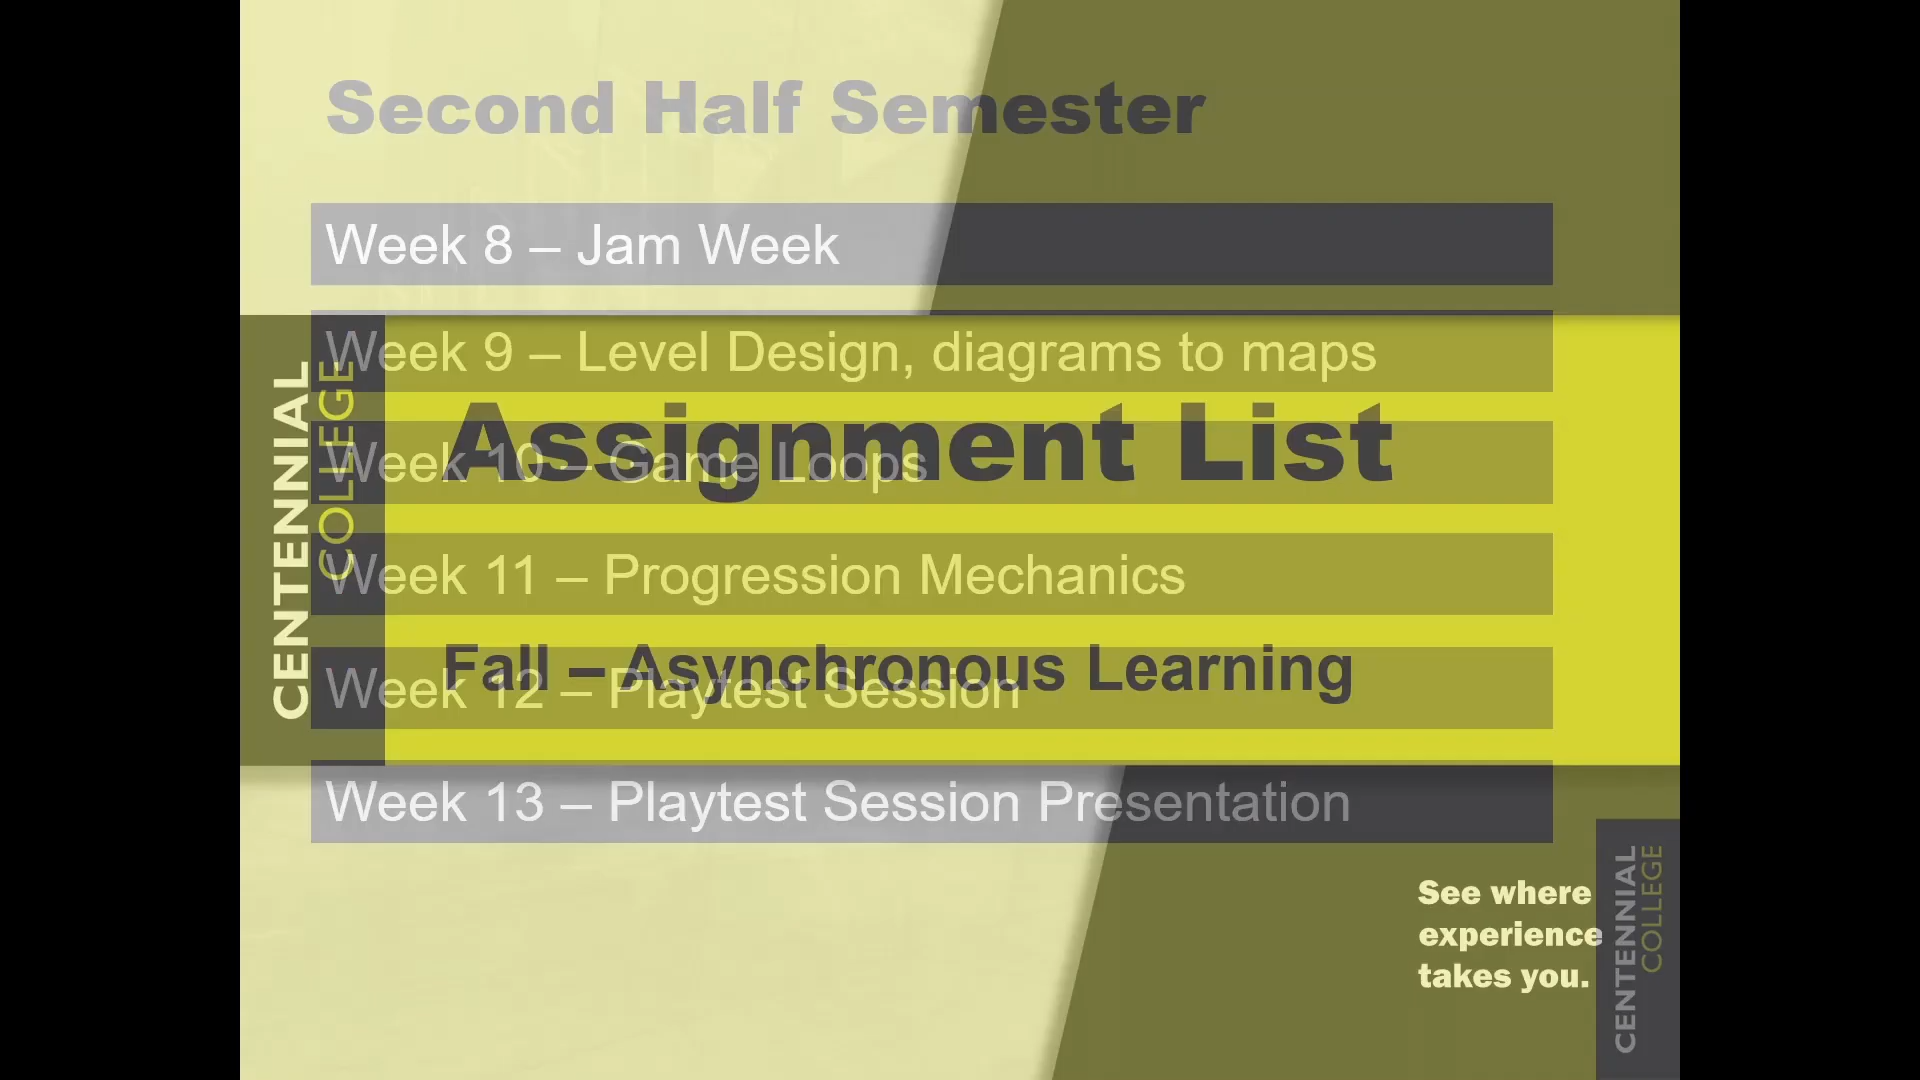 Second Half Semester
Week 8 – Jam Week
Week 9 – Level Design, diagrams to maps
Assignment List
Week 10 – Game Loops
Week 11 – Progression Mechanics
Fall – Asynchronous Learning
Week 12 – Playtest Session
Week 13 – Playtest Session Presentation
CENTENNIAL
COLLEGE
See where
experience
takes you.
CENTENNIAL
COLLEGE